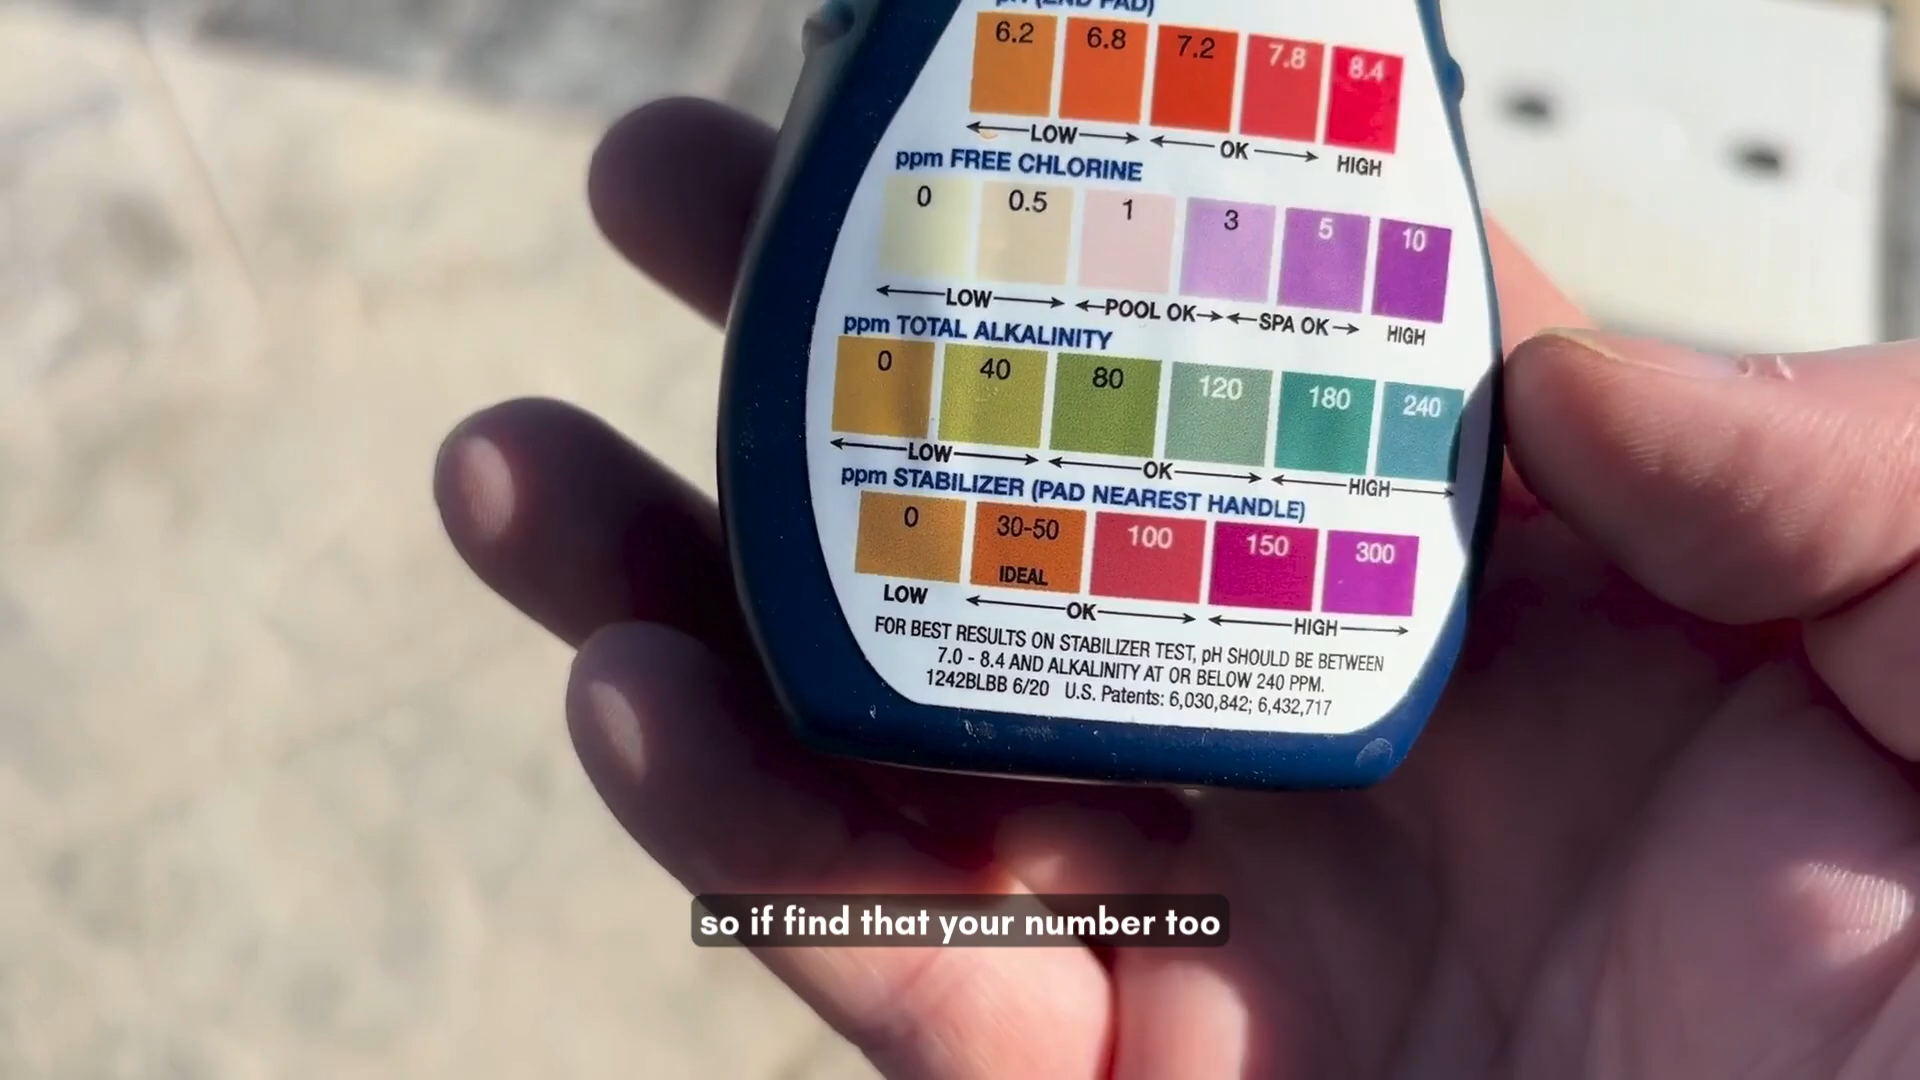 pH (2ND PAD)
6.2 6.8 7.2 7.8 8.4
LOW OK HIGH
ppm FREE CHLORINE
0 0.5 1 3 5 10
LOW POOL OK SPA OK HIGH
ppm TOTAL ALKALINITY
0 40 80 120 180 240
LOW OK HIGH
ppm STABILIZER (PAD NEAREST HANDLE)
0 30-50 100 150 300
IDEAL
LOW OK HIGH
FOR BEST RESULTS ON STABILIZER TEST, pH SHOULD BE BETWEEN
7.0 - 8.4 AND ALKALINITY AT OR BELOW 240 PPM.
1242BLBB 6/20 U.S. Patents: 6,030,842; 6,432,717
so if find that your number too